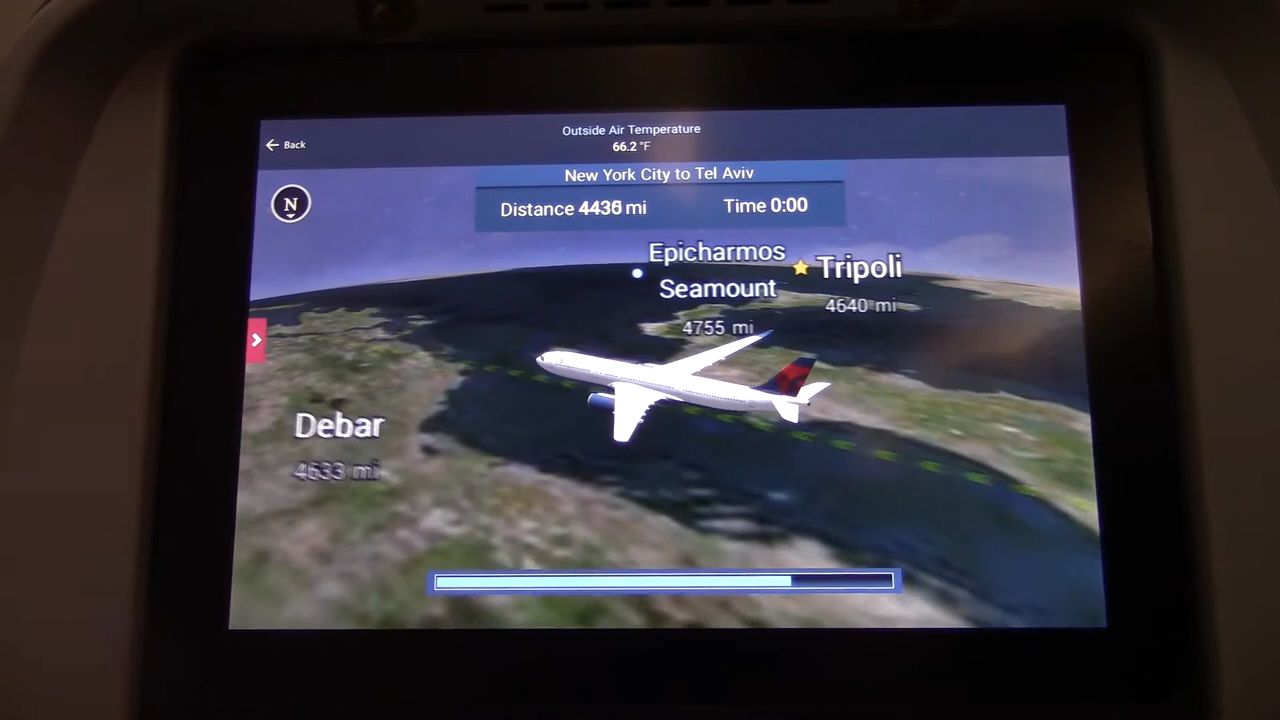 Outside Air Temperature
← Back
66.2 °F
New York City to Tel Aviv
N
Distance 4436 mi
Time 0:00
Epicharmos
Seamount
4755 mi
Tripoli
4640 mi
Debar
4633 mi